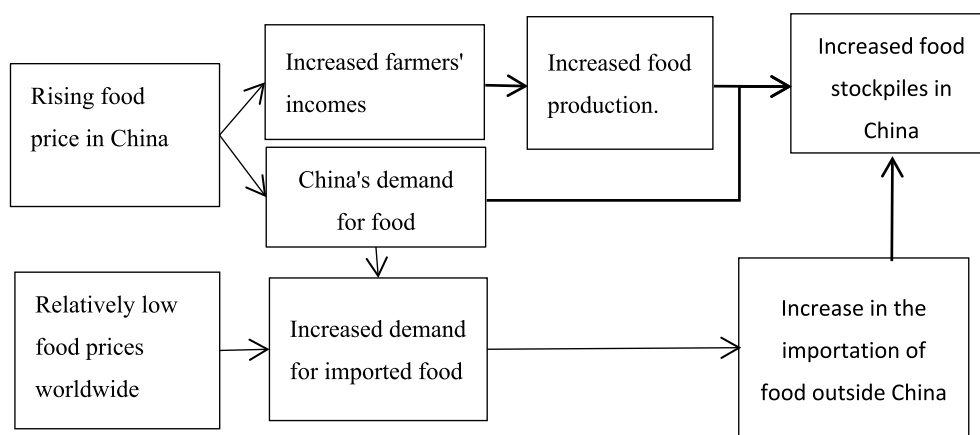 Rising food
price in China
Increased farmers'
incomes
Increased food
production.
Increased food
stockpiles in
China
China's demand
for food
Relatively low
food prices
worldwide
Increased demand
for imported food
Increase in the
importation of
food outside China